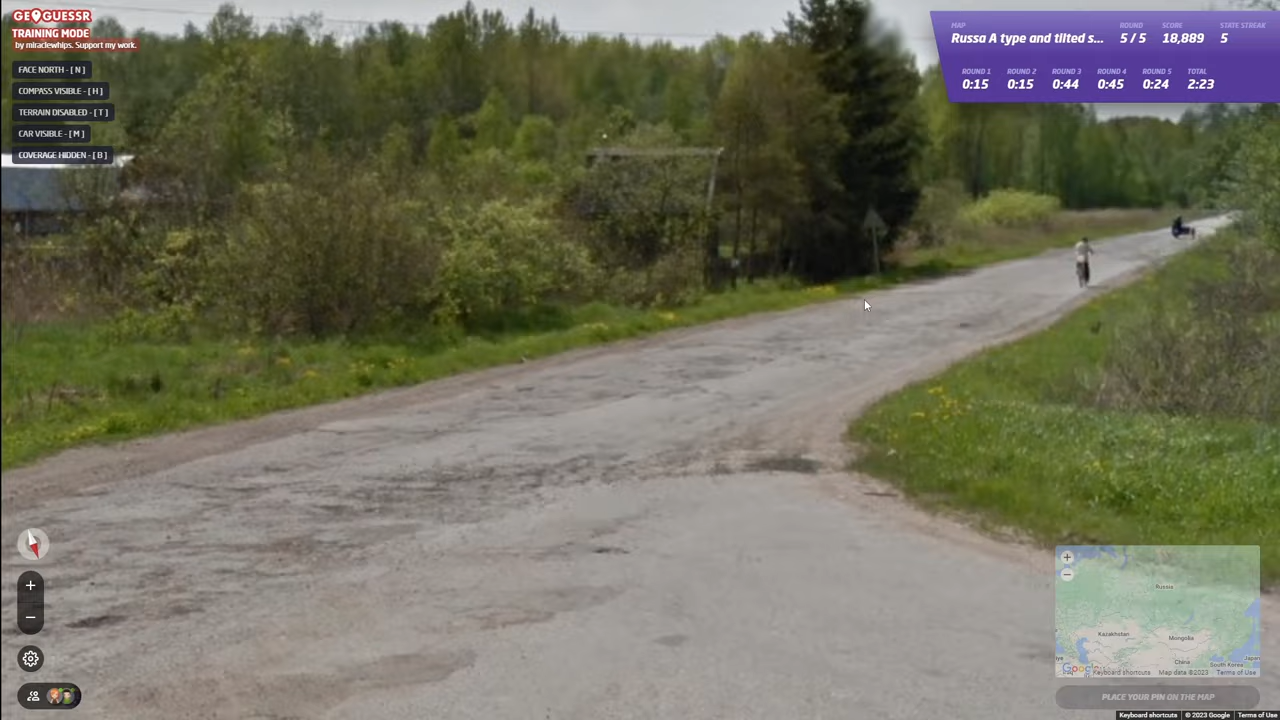 GEOGUESSR
TRAINING MODE
by miraclewhips. Support my work.
FACE NORTH - [ N ]
COMPASS VISIBLE - [ H ]
TERRAIN DISABLED - [ T ]
CAR VISIBLE - [ M ]
COVERAGE HIDDEN - [ B ]
MAP ROUND SCORE STATE STREAK
Russa A type and tilted s... 5 / 5 18,889 5
ROUND 1 ROUND 2 ROUND 3 ROUND 4 ROUND 5 TOTAL
0:15 0:15 0:44 0:45 0:24 2:23
Russia
Kazakhstan
Mongolia
China
South Korea
Japan
Google
Keyboard shortcuts Map data ©2023 Terms of Use
PLACE YOUR PIN ON THE MAP
Keyboard shortcuts © 2023 Google Terms of Use